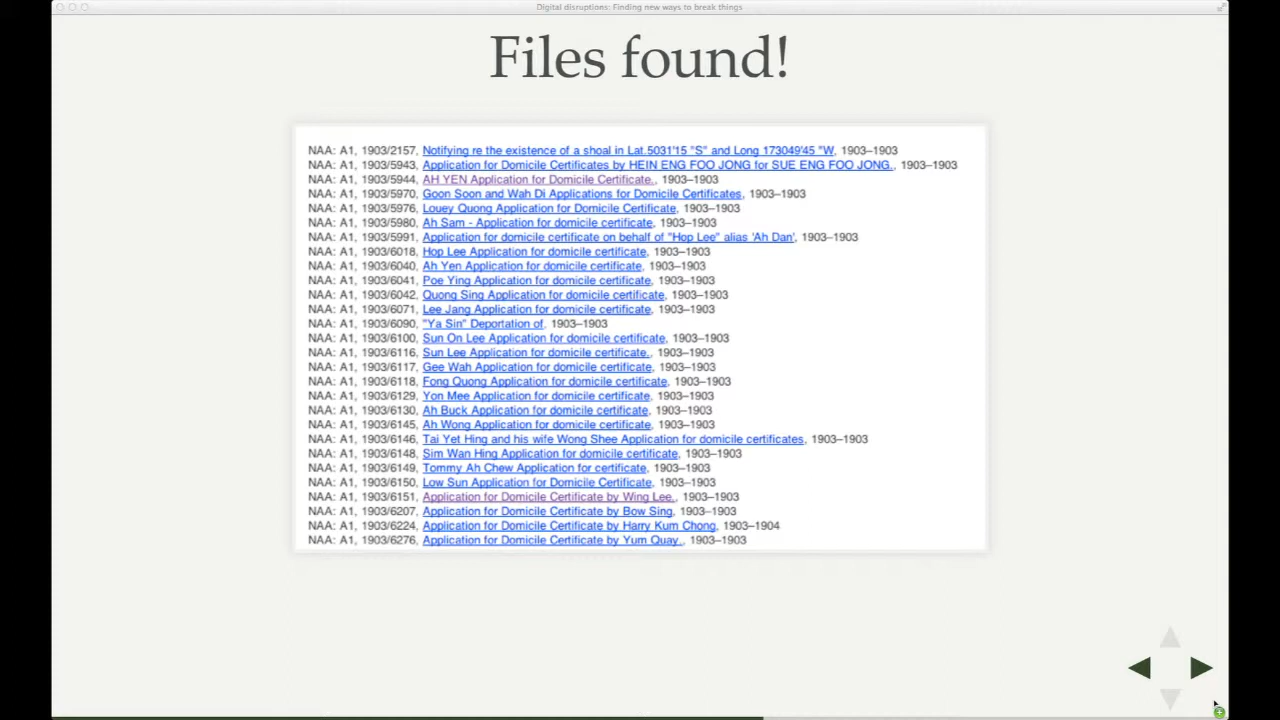 Digital disruptions: Finding new ways to break things
Files found!
NAA: A1, 1903/2157, Notifying re the existence of a shoal in Lat.5031'15 "S" and Long 173049'45 "W, 1903–1903
NAA: A1, 1903/5943, Application for Domicile Certificates by HEIN ENG FOO JONG for SUE ENG FOO JONG., 1903–1903
NAA: A1, 1903/5944, AH YEN Application for Domicile Certificate., 1903–1903
NAA: A1, 1903/5970, Goon Soon and Wah Di Applications for Domicile Certificates, 1903–1903
NAA: A1, 1903/5976, Louey Quong Application for Domicile Certificate, 1903–1903
NAA: A1, 1903/5980, Ah Sam - Application for domicile certificate, 1903–1903
NAA: A1, 1903/5991, Application for domicile certificate on behalf of "Hop Lee" alias 'Ah Dan', 1903–1903
NAA: A1, 1903/6018, Hop Lee Application for domicile certificate, 1903–1903
NAA: A1, 1903/6040, Ah Yen Application for domicile certificate, 1903–1903
NAA: A1, 1903/6041, Poe Ying Application for domicile certificate, 1903–1903
NAA: A1, 1903/6042, Quong Sing Application for domicile certificate, 1903–1903
NAA: A1, 1903/6071, Lee Jang Application for domicile certificate, 1903–1903
NAA: A1, 1903/6090, "Ya Sin" Deportation of, 1903–1903
NAA: A1, 1903/6100, Sun On Lee Application for domicile certificate, 1903–1903
NAA: A1, 1903/6116, Sun Lee Application for domicile certificate., 1903–1903
NAA: A1, 1903/6117, Gee Wah Application for domicile certificate, 1903–1903
NAA: A1, 1903/6118, Fong Quong Application for domicile certificate, 1903–1903
NAA: A1, 1903/6129, Yon Mee Application for domicile certificate, 1903–1903
NAA: A1, 1903/6130, Ah Buck Application for domicile certificate, 1903–1903
NAA: A1, 1903/6145, Ah Wong Application for domicile certificate, 1903–1903
NAA: A1, 1903/6146, Tai Yet Hing and his wife Wong Shee Application for domicile certificates, 1903–1903
NAA: A1, 1903/6148, Sim Wan Hing Application for domicile certificate, 1903–1903
NAA: A1, 1903/6149, Tommy Ah Chew Application for certificate, 1903–1903
NAA: A1, 1903/6150, Low Sun Application for Domicile Certificate, 1903–1903
NAA: A1, 1903/6151, Application for Domicile Certificate by Wing Lee., 1903–1903
NAA: A1, 1903/6207, Application for Domicile Certificate by Bow Sing, 1903–1903
NAA: A1, 1903/6224, Application for Domicile Certificate by Harry Kum Chong, 1903–1904
NAA: A1, 1903/6276, Application for Domicile Certificate by Yum Quay., 1903–1903